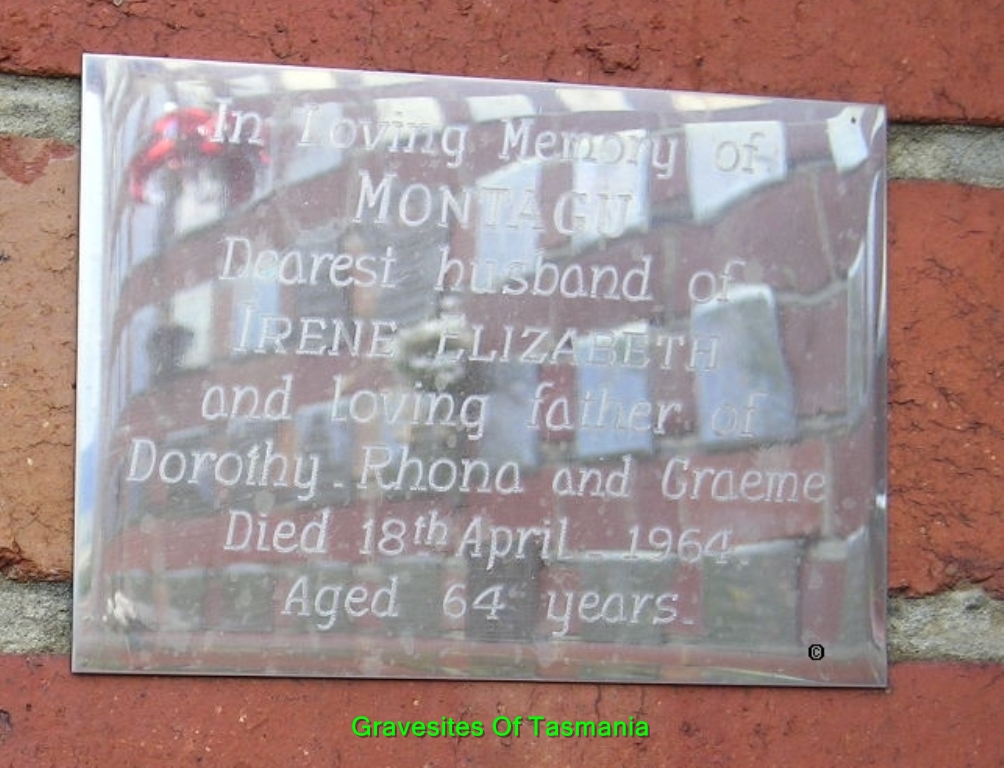 In Loving Memory of
MONTAGU
Dearest husband of
IRENE ELIZABETH
and loving father of
Dorothy. Rhona and Graeme
Died 18th April. 1964.
Aged 64 years.
©
Gravesites Of Tasmania